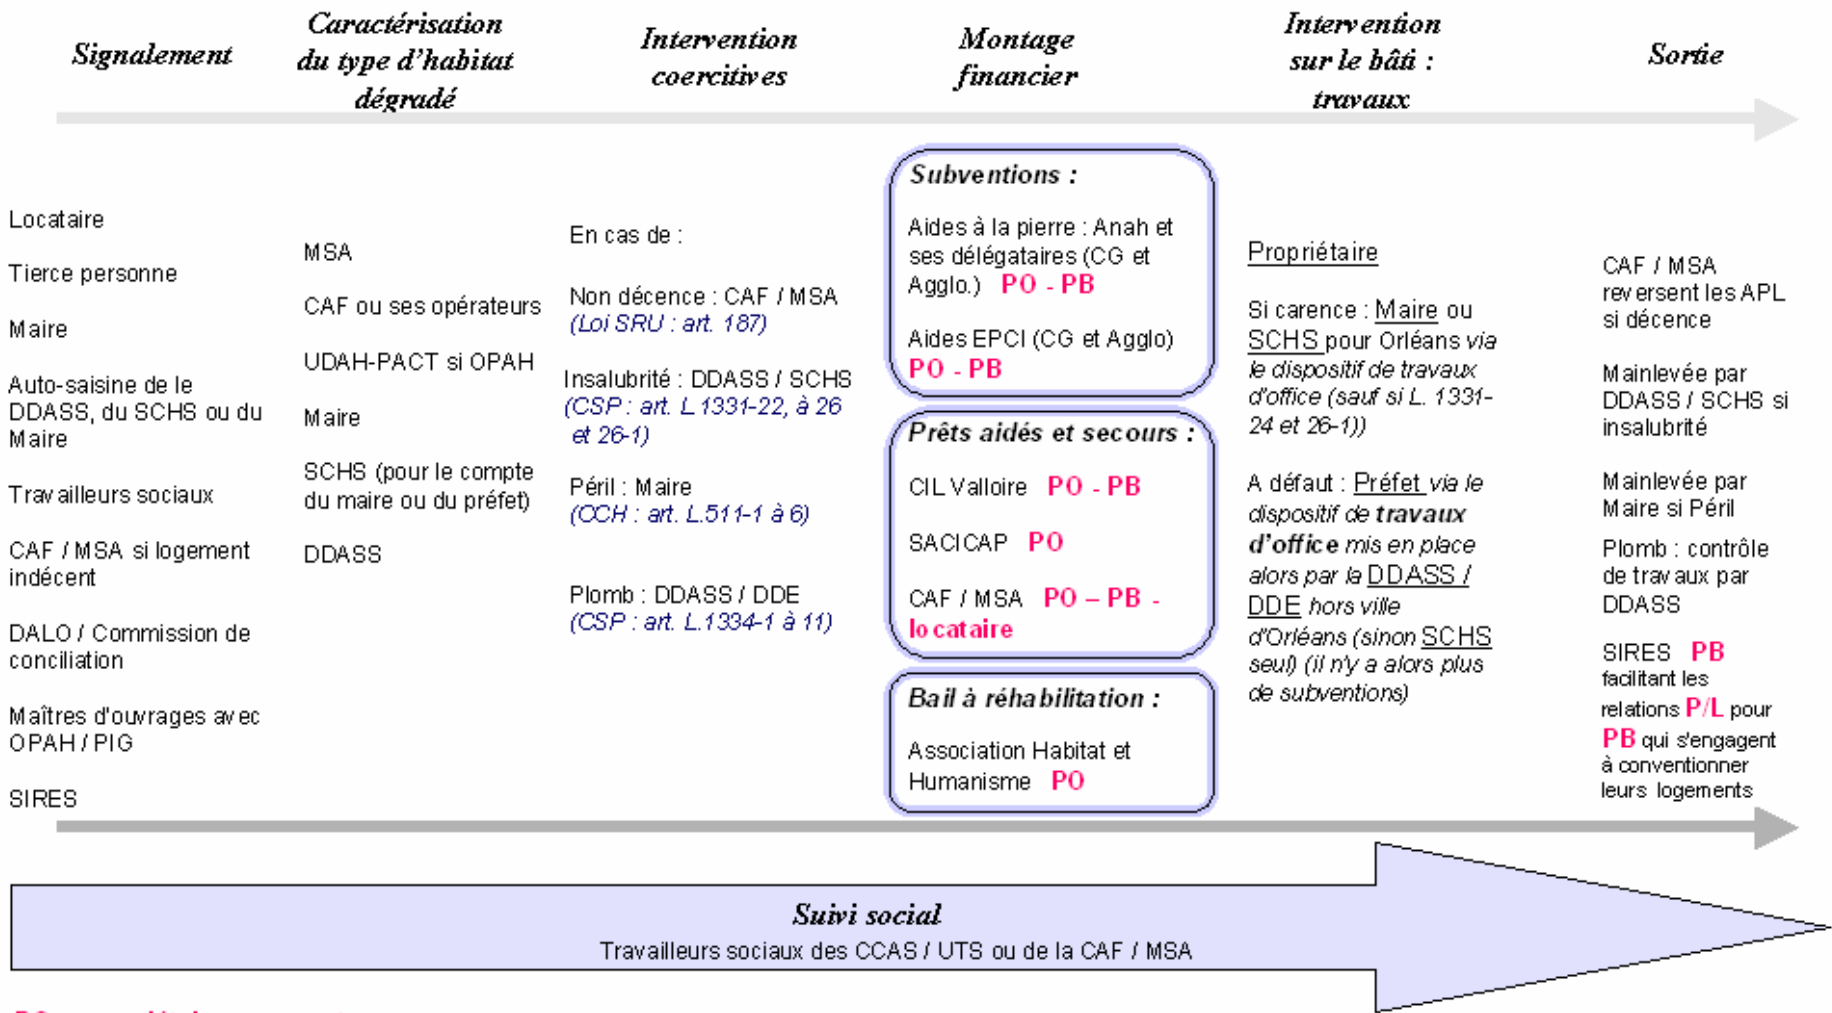 Signalement
Caractérisation
du type d'habitat
dégradé
Intervention
coercitives
Montage
financier
Intervention
sur le bâti :
travaux
Sortie
Locataire
Tierce personne
Maire
Auto-saisine de le
DDASS, du SCHS ou du
Maire
Travailleurs sociaux
CAF / MSA si logement
indécent
DALO / Commission de
conciliation
Maîtres d'ouvrages avec
OPAH / PIG
SIRES
MSA
CAF ou ses opérateurs
UDAH-PACT si OPAH
Maire
SCHS (pour le compte
du maire ou du préfet)
DDASS
En cas de :
Non décence : CAF / MSA
(Loi SRU : art. 187)
Insalubrité : DDASS / SCHS
(CSP : art. L.1331-22, à 26
et 26-1)
Péril : Maire
(CCH : art. L.511-1 à 6)
Plomb : DDASS / DDE
(CSP : art. L.1334-1 à 11)
Subventions :
Aides à la pierre : Anah et
ses délégataires (CG et
Agglo.) PO - PB
Aides EPCI (CG et Agglo)
PO - PB
Prêts aidés et secours :
CIL Valloire PO - PB
SACICAP PO
CAF / MSA PO – PB -
locataire
Bail à réhabilitation :
Association Habitat et
Humanisme PO
Propriétaire
Si carence : Maire ou
SCHS pour Orléans via
le dispositif de travaux
d'office (sauf si L. 1331-
24 et 26-1))
A défaut : Préfet via le
dispositif de travaux
d'office mis en place
alors par la DDASS /
DDE hors ville
d'Orléans (sinon SCHS
seul) (il n'y a alors plus
de subventions)
CAF / MSA
reversent les APL
si décence
Mainlevée par
DDASS / SCHS si
insalubrité
Mainlevée par
Maire si Péril
Plomb : contrôle
de travaux par
DDASS
SIRES PB
facilitant les
relations P/L pour
PB qui s'engagent
à conventionner
leurs logements
Suivi social
Travailleurs sociaux des CCAS / UTS ou de la CAF / MSA